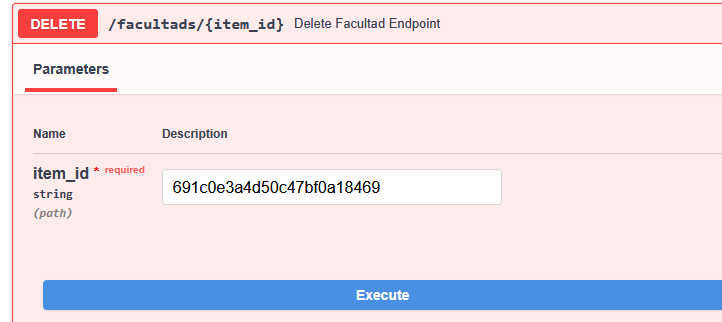 DELETE /facultads/{item_id} Delete Facultad Endpoint
Parameters
Name Description
item_id * required
string
(path)
691c0e3a4d50c47bf0a18469
Execute